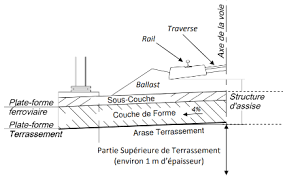 Traverse
Rail
Axe de la voie
Ballast
Sous-Couche
Plate-forme
ferroviaire
Couche de Forme
4%
Structure
d'assise
Plate-forme
Terrassement
Arase Terrassement
Partie Supérieure de Terrassement
(environ 1 m d'épaisseur)